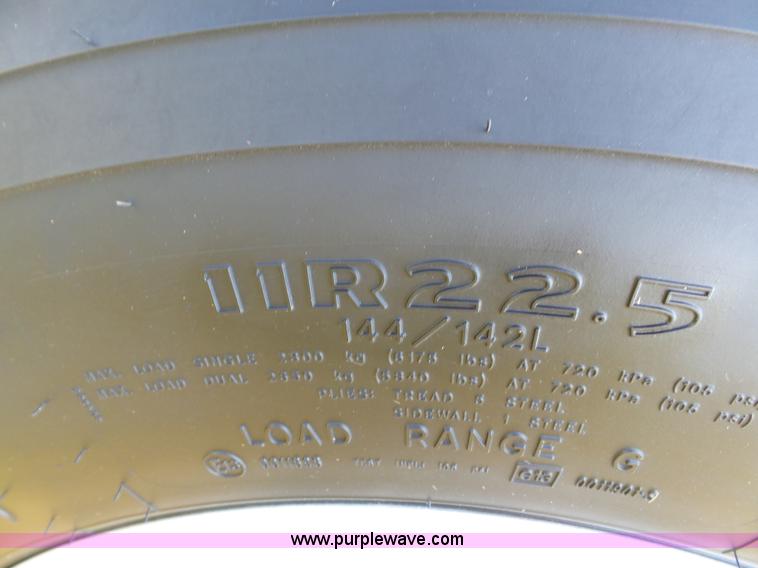 11R22.5
144/142L
MAX. LOAD SINGLE 2800 kg (6175 lbs) AT 720 kPa (105 psi)
MAX. LOAD DUAL 2650 kg (5840 lbs) AT 720 kPa (105 psi)
PLIES: TREAD 5 STEEL
SIDEWALL 1 STEEL
LOAD RANGE G
www.purplewave.com